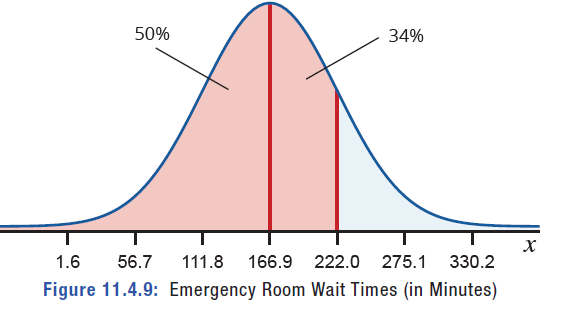 50%
34%
x
1.6 56.7 111.8 166.9 222.0 275.1 330.2
Figure 11.4.9: Emergency Room Wait Times (in Minutes)